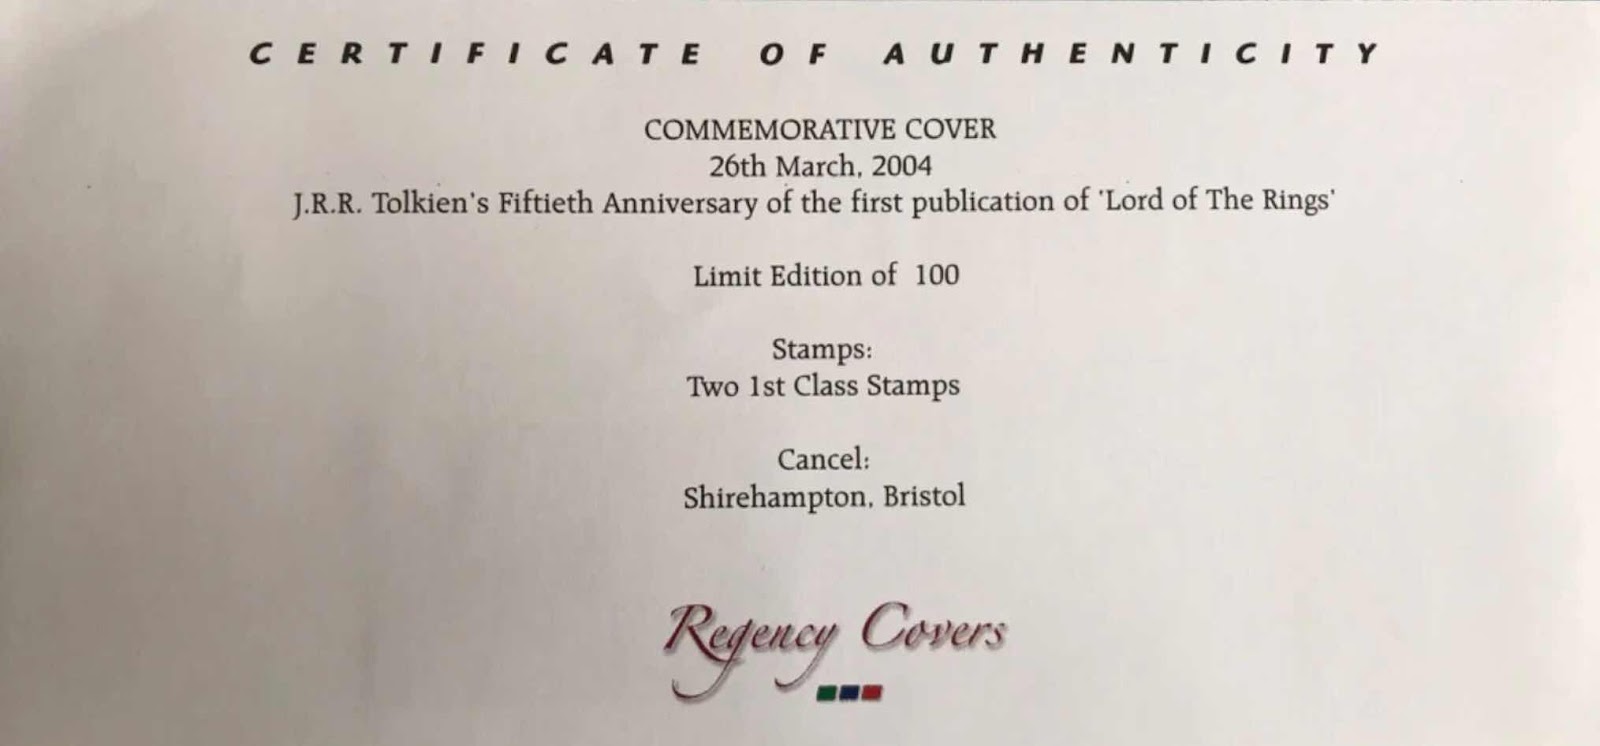 CERTIFICATE OF AUTHENTICITY
COMMEMORATIVE COVER
26th March, 2004
J.R.R. Tolkien's Fiftieth Anniversary of the first publication of 'Lord of The Rings'
Limit Edition of 100
Stamps:
Two 1st Class Stamps
Cancel:
Shirehampton, Bristol
Regency Covers